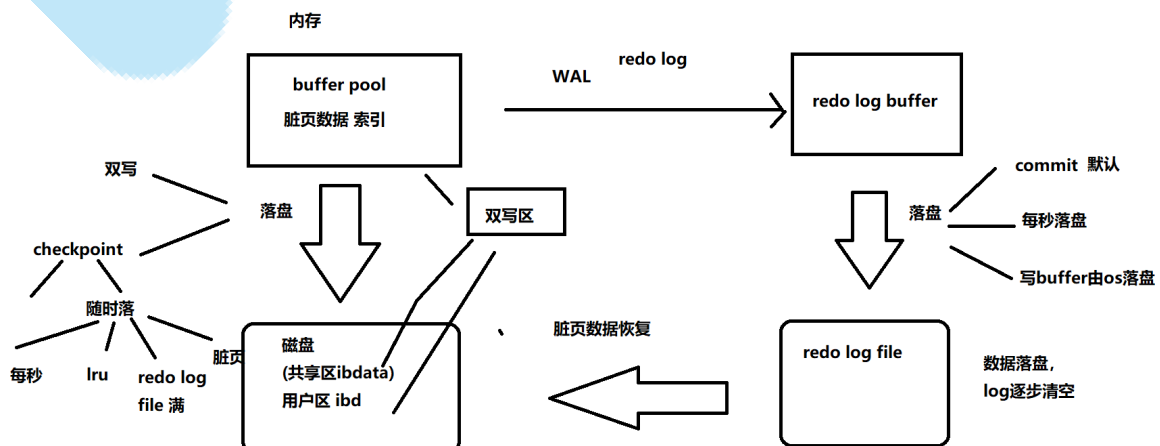 内存
buffer pool
脏页数据 索引
WAL
redo log
redo log buffer
双写
落盘
双写区
落盘
commit 默认
每秒落盘
写buffer由os落盘
checkpoint
随时落
每秒
lru
redo log
file 满
脏页
磁盘
(共享区ibdata)
用户区 ibd
脏页数据恢复
redo log file
数据落盘，
log逐步清空